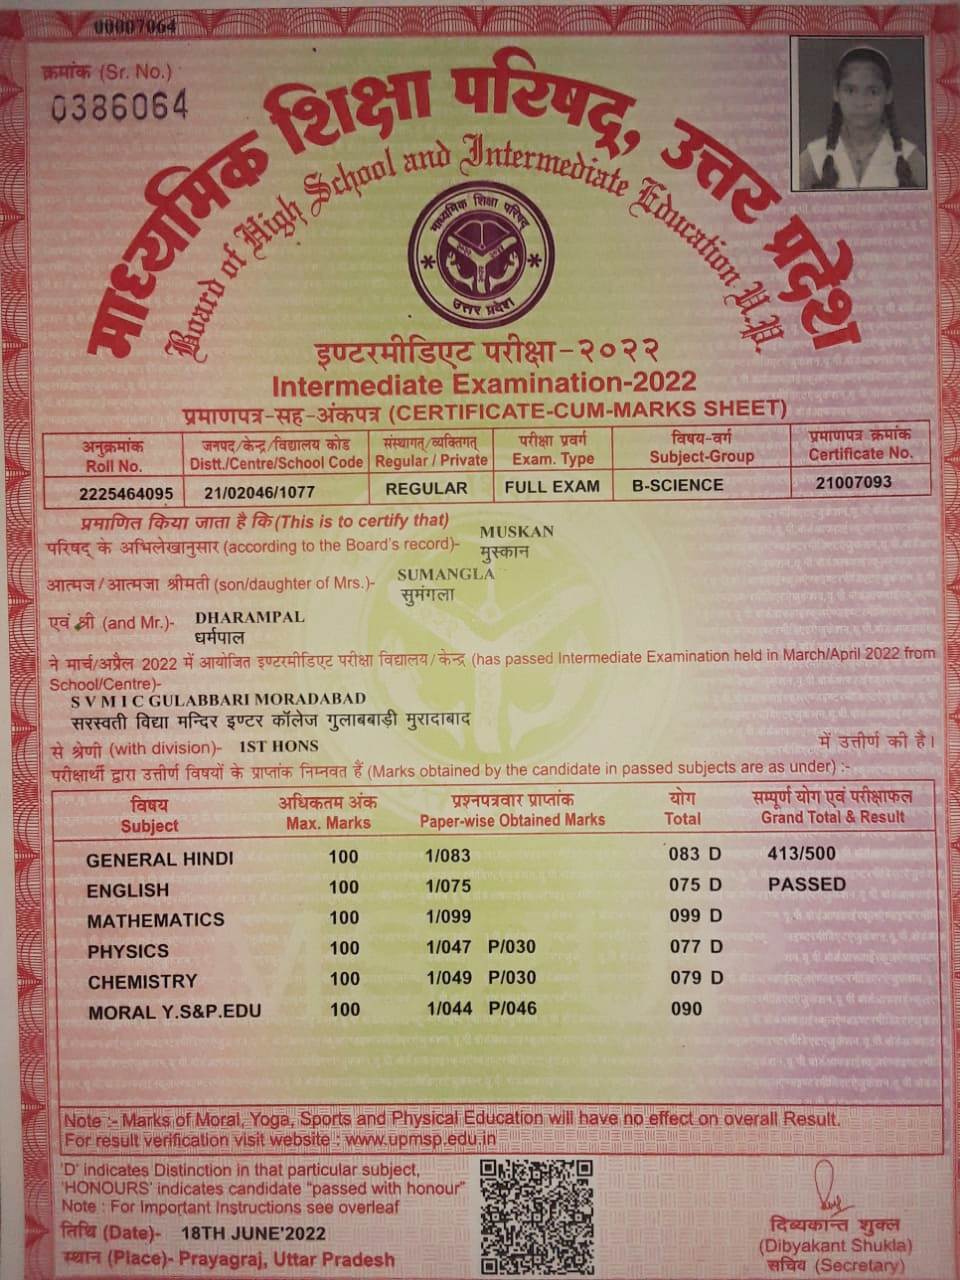 00007064
क्रमांक (Sr. No.)
0386064
माध्यमिक शिक्षा परिषद्, उत्तर प्रदेश
Board of High School and Intermediate Education U.P.
माध्यमिक शिक्षा परिषद्
उत्तर प्रदेश
इण्टरमीडिएट परीक्षा-२०२२
Intermediate Examination-2022
प्रमाणपत्र-सह-अंकपत्र (CERTIFICATE-CUM-MARKS SHEET)
अनुक्रमांक जनपद/केन्द्र/विद्यालय कोड संस्थागत्/व्यक्तिगत् परीक्षा प्रवर्ग विषय-वर्ग प्रमाणपत्र क्रमांक
Roll No. Distt./Centre/School Code Regular / Private Exam. Type Subject-Group Certificate No.
2225464095 21/02046/1077 REGULAR FULL EXAM B-SCIENCE 21007093
प्रमाणित किया जाता है कि (This is to certify that)
परिषद् के अभिलेखानुसार (according to the Board's record)- MUSKAN
मुस्कान
आत्मज/आत्मजा श्रीमती (son/daughter of Mrs.)- SUMANGLA
सुमंगला
एवं श्री (and Mr.)- DHARAMPAL
धर्मपाल
ने मार्च/अप्रैल 2022 में आयोजित इण्टरमीडिएट परीक्षा विद्यालय/केन्द्र (has passed Intermediate Examination held in March/April 2022 from
School/Centre)-
S V M I C GULABBARI MORADABAD
सरस्वती विद्या मन्दिर इण्टर कॉलेज गुलाबबाड़ी मुरादाबाद
से श्रेणी (with division)- 1ST HONS में उत्तीर्ण की है।
परीक्षार्थी द्वारा उत्तीर्ण विषयों के प्राप्तांक निम्नवत हैं (Marks obtained by the candidate in passed subjects are as under) :-
विषय अधिकतम अंक प्रश्नपत्रवार प्राप्तांक योग सम्पूर्ण योग एवं परीक्षाफल
Subject Max. Marks Paper-wise Obtained Marks Total Grand Total & Result
GENERAL HINDI 100 1/083 083 D 413/500
ENGLISH 100 1/075 075 D PASSED
MATHEMATICS 100 1/099 099 D
PHYSICS 100 1/047 P/030 077 D
CHEMISTRY 100 1/049 P/030 079 D
MORAL Y.S&P.EDU 100 1/044 P/046 090
Note :- Marks of Moral, Yoga, Sports and Physical Education will have no effect on overall Result.
For result verification visit website : www.upmsp.edu.in
'D' indicates Distinction in that particular subject,
'HONOURS' indicates candidate "passed with honour"
Note : For Important Instructions see overleaf
तिथि (Date)- 18TH JUNE'2022
स्थान (Place)- Prayagraj, Uttar Pradesh
दिब्यकान्त शुक्ल
(Dibyakant Shukla)
सचिव (Secretary)